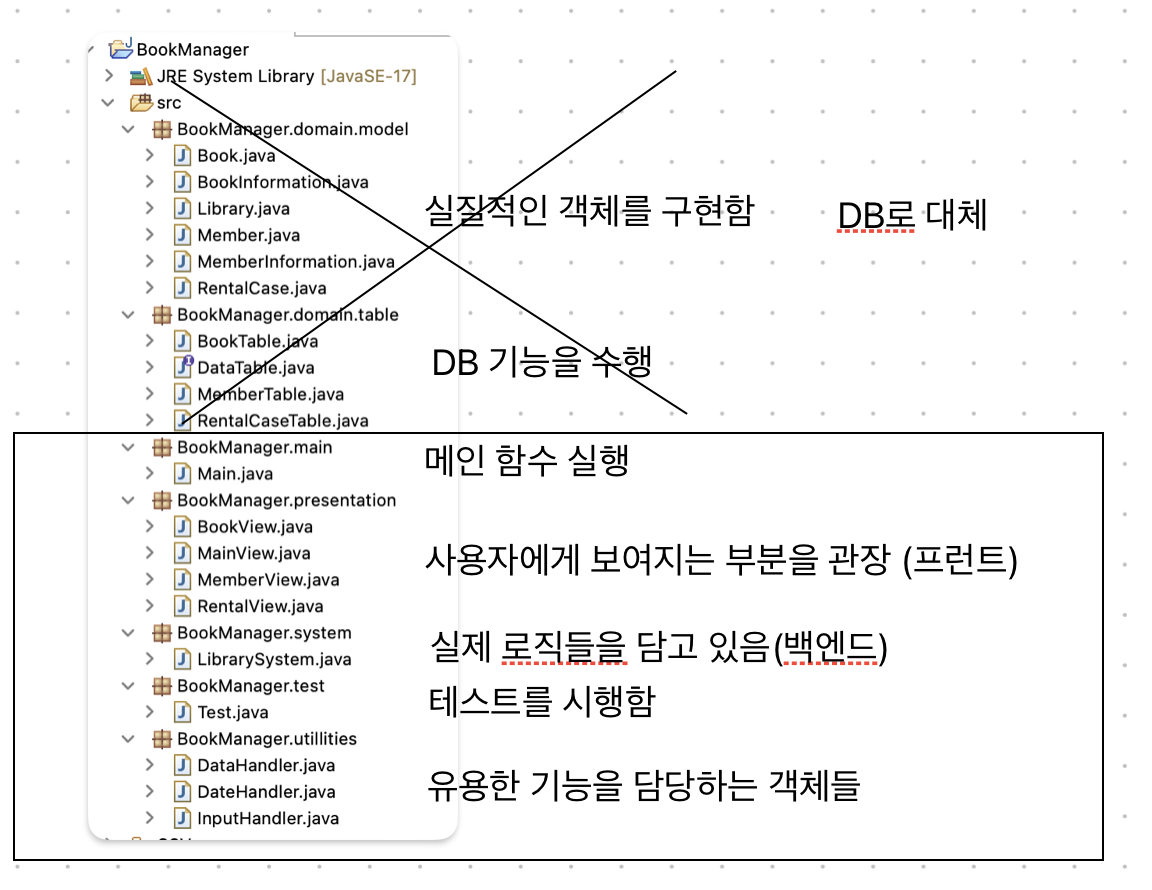 BookManager
JRE System Library [JavaSE-17]
src
BookManager.domain.model
Book.java
BookInformation.java
Library.java
실질적인 객체를 구현함
DB로 대체
Member.java
MemberInformation.java
RentalCase.java
BookManager.domain.table
BookTable.java
DataTable.java
DB 기능을 수행
MemberTable.java
RentalCaseTable.java
BookManager.main
메인 함수 실행
Main.java
BookManager.presentation
BookView.java
MainView.java
사용자에게 보여지는 부분을 관장 (프런트)
MemberView.java
RentalView.java
BookManager.system
실제 로직들을 담고 있음(백엔드)
LibrarySystem.java
BookManager.test
테스트를 시행함
Test.java
BookManager.utillities
DataHandler.java
유용한 기능을 담당하는 객체들
DateHandler.java
InputHandler.java